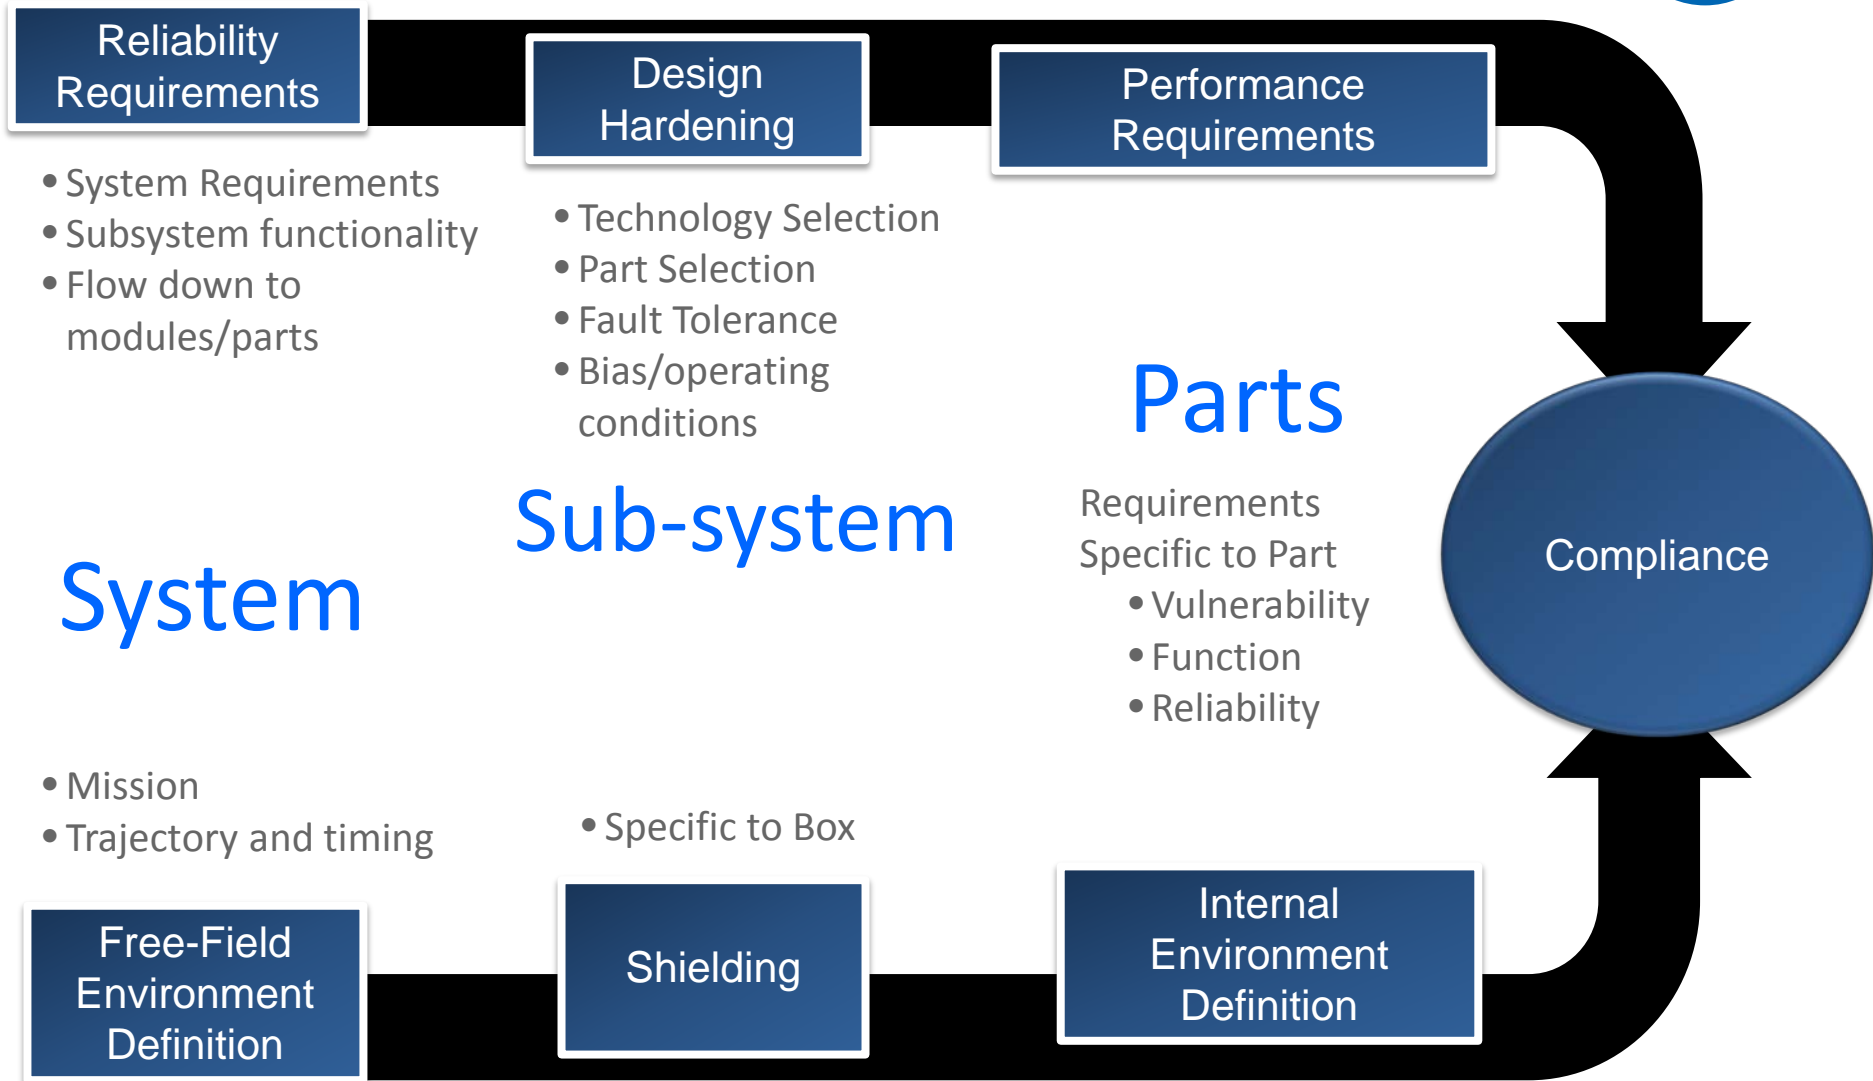 Reliability
Requirements
Design
Hardening
Performance
Requirements
• System Requirements
• Subsystem functionality
• Flow down to
modules/parts
• Technology Selection
• Part Selection
• Fault Tolerance
• Bias/operating
conditions
Parts
Sub-system
System
Requirements
Specific to Part
• Vulnerability
• Function
• Reliability
Compliance
• Mission
• Trajectory and timing
• Specific to Box
Free-Field
Environment
Definition
Shielding
Internal
Environment
Definition